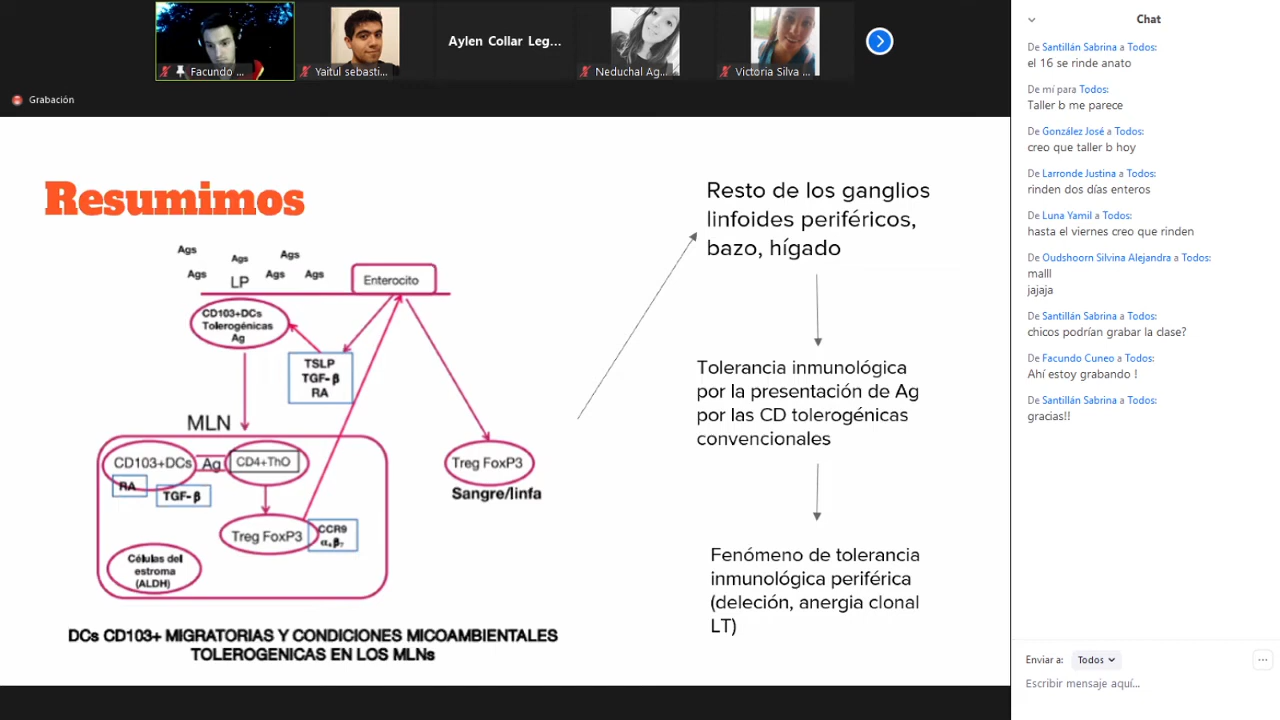 Facundo ...
Yaitul sebasti...
Aylen Collar Leg...
Neduchal Ag...
Victoria Silva ...
Grabación
Resumimos
Ags
Ags
Ags
Ags
Ags
Ags
LP
Enterocito
CD103+DCs
Tolerogénicas
Ag
TSLP
TGF-β
RA
MLN
CD103+DCs
Ag
CD4+ThO
RA
TGF-β
Treg FoxP3
CCR9
α₄β₇
Células del
estroma
(ALDH)
Treg FoxP3
Sangre/linfa
DCs CD103+ MIGRATORIAS Y CONDICIONES MICOAMBIENTALES
TOLEROGENICAS EN LOS MLNs
Resto de los ganglios
linfoides periféricos,
bazo, hígado
Tolerancia inmunológica
por la presentación de Ag
por las CD tolerogénicas
convencionales
Fenómeno de tolerancia
inmunológica periférica
(deleción, anergia clonal
LT)
Chat
De Santillán Sabrina a Todos:
el 16 se rinde anato
De mí para Todos:
Taller b me parece
De González José a Todos:
creo que taller b hoy
De Larronde Justina a Todos:
rinden dos días enteros
De Luna Yamil a Todos:
hasta el viernes creo que rinden
De Oudshoorn Silvina Alejandra a Todos:
malll
jajaja
De Santillán Sabrina a Todos:
chicos podrían grabar la clase?
De Facundo Cuneo a Todos:
Ahí estoy grabando !
De Santillán Sabrina a Todos:
gracias!!
Enviar a: Todos
Escribir mensaje aquí...